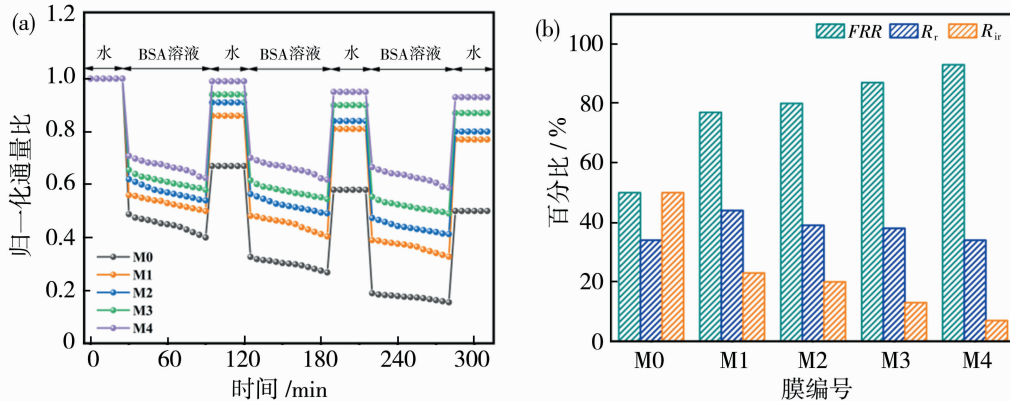 (a)
1.2
1.0
0.8
0.6
0.4
0.2
0
归一化通量比
水
BSA溶液
水
BSA溶液
水
BSA溶液
水
M0
M1
M2
M3
M4
0 60 120 180 240 300
时间/min
(b)
FRR Rr Rir
100
80
60
40
20
0
百分比/%
M0 M1 M2 M3 M4
膜编号